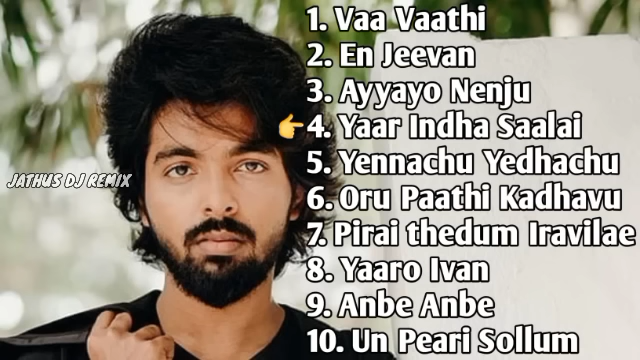 1. Vaa Vaathi
2. En Jeevan
3. Ayyayo Nenju
👉4. Yaar Indha Saalai
5. Yennachu Yedhachu
6. Oru Paathi Kadhavu
7. Pirai thedum Iravilae
8. Yaaro Ivan
9. Anbe Anbe
10. Un Peari Sollum
JATHUS DJ REMIX